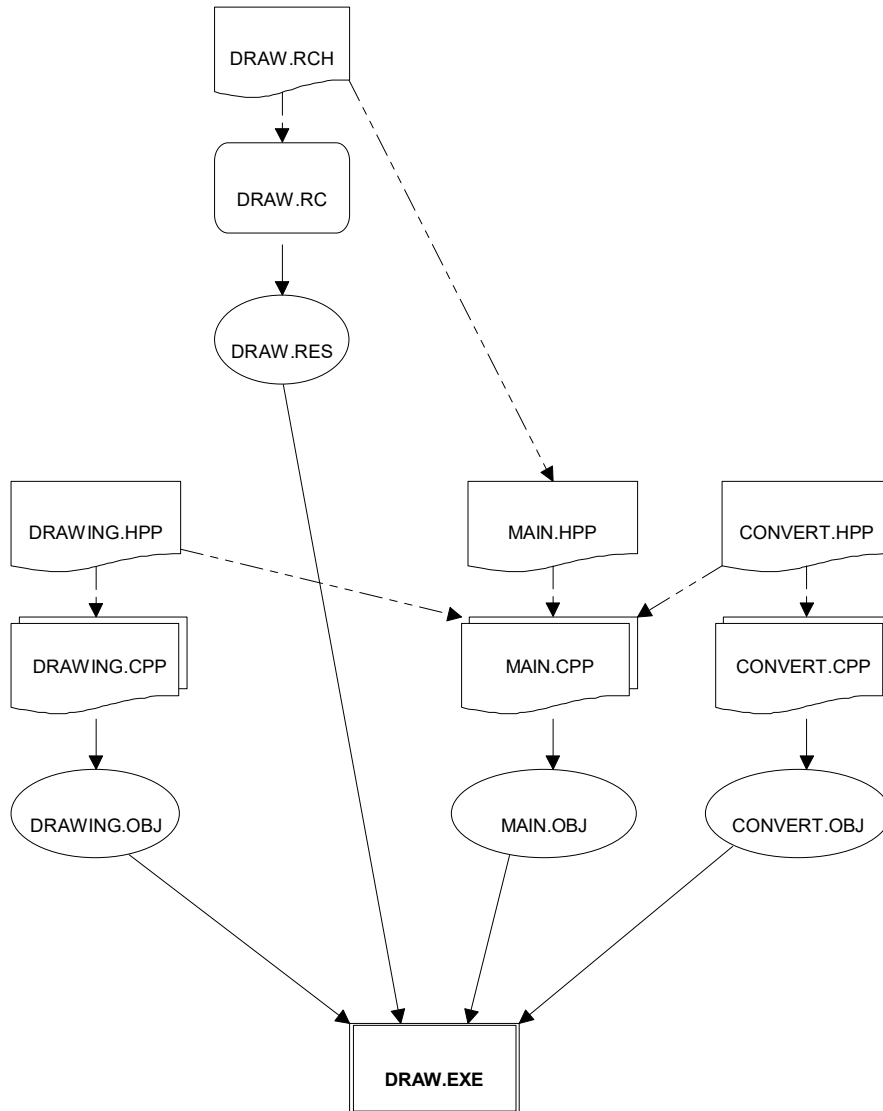 DRAW.RCH
DRAW.RC
DRAW.RES
DRAWING.HPP
MAIN.HPP
CONVERT.HPP
DRAWING.CPP
MAIN.CPP
CONVERT.CPP
DRAWING.OBJ
MAIN.OBJ
CONVERT.OBJ
DRAW.EXE